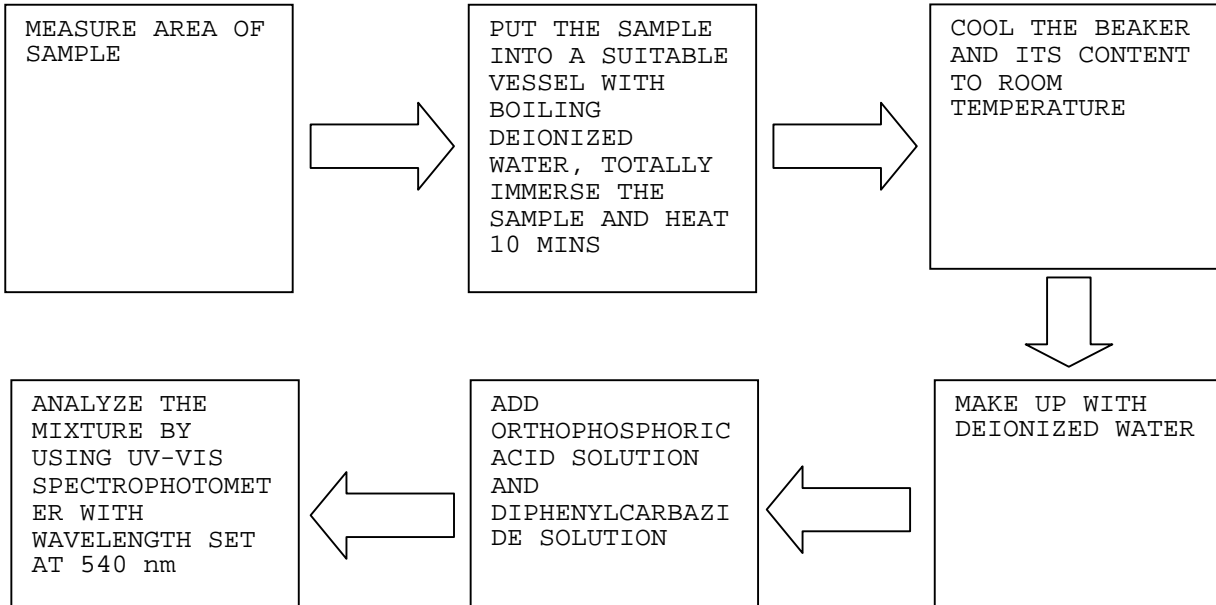 MEASURE AREA OF
SAMPLE
PUT THE SAMPLE
INTO A SUITABLE
VESSEL WITH
BOILING
DEIONIZED
WATER, TOTALLY
IMMERSE THE
SAMPLE AND HEAT
10 MINS
COOL THE BEAKER
AND ITS CONTENT
TO ROOM
TEMPERATURE
MAKE UP WITH
DEIONIZED WATER
ADD
ORTHOPHOSPHORIC
ACID SOLUTION
AND
DIPHENYLCARBAZI
DE SOLUTION
ANALYZE THE
MIXTURE BY
USING UV-VIS
SPECTROPHOTOMET
ER WITH
WAVELENGTH SET
AT 540 nm